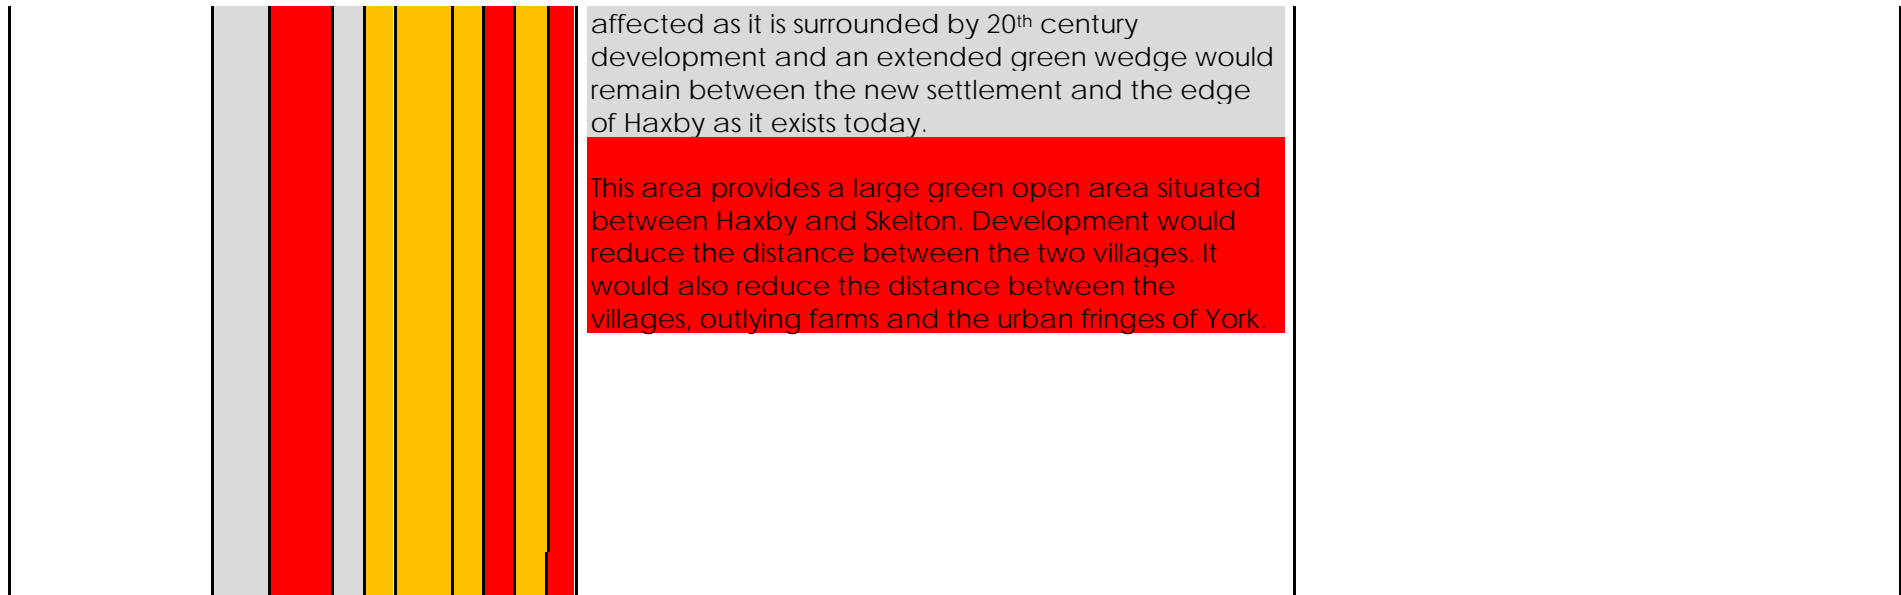 affected as it is surrounded by 20th century
development and an extended green wedge would
remain between the new settlement and the edge
of Haxby as it exists today.
This area provides a large green open area situated
between Haxby and Skelton. Development would
reduce the distance between the two villages. It
would also reduce the distance between the
villages, outlying farms and the urban fringes of York.